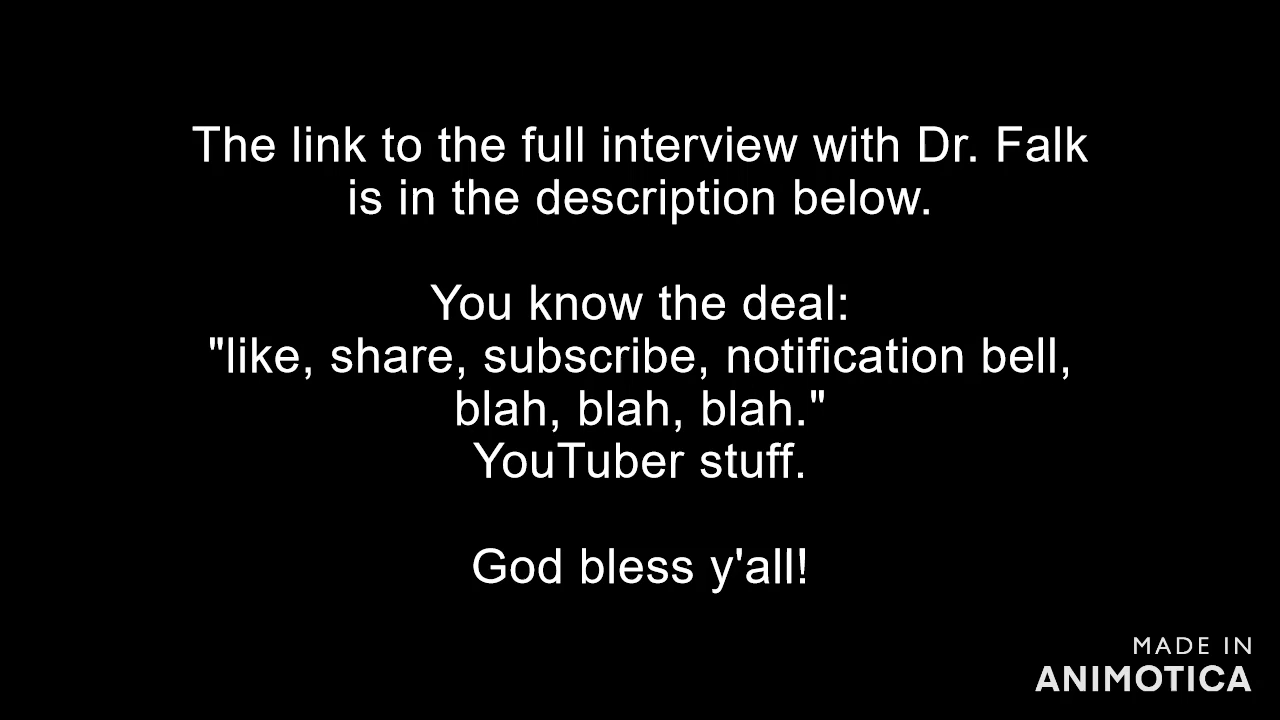 The link to the full interview with Dr. Falk
is in the description below.
You know the deal:
"like, share, subscribe, notification bell,
blah, blah, blah."
YouTuber stuff.
God bless y'all!
MADE IN
ANIMOTICA